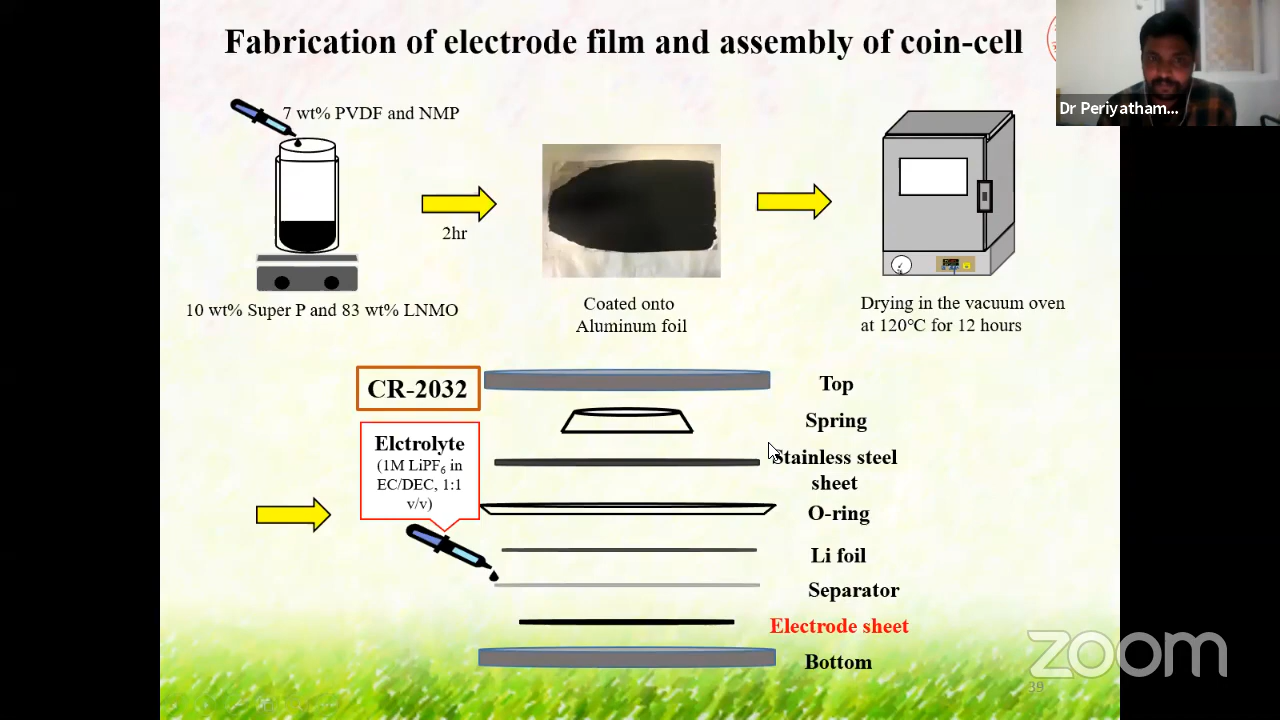 Fabrication of electrode film and assembly of coin-cell
Dr Periyatham...
7 wt% PVDF and NMP
2hr
10 wt% Super P and 83 wt% LNMO
Coated onto
Aluminum foil
Drying in the vacuum oven
at 120℃ for 12 hours
CR-2032
Elctrolyte
(1M LiPF₆ in
EC/DEC, 1:1
v/v)
Top
Spring
Stainless steel
sheet
O-ring
Li foil
Separator
Electrode sheet
Bottom
zoom
39